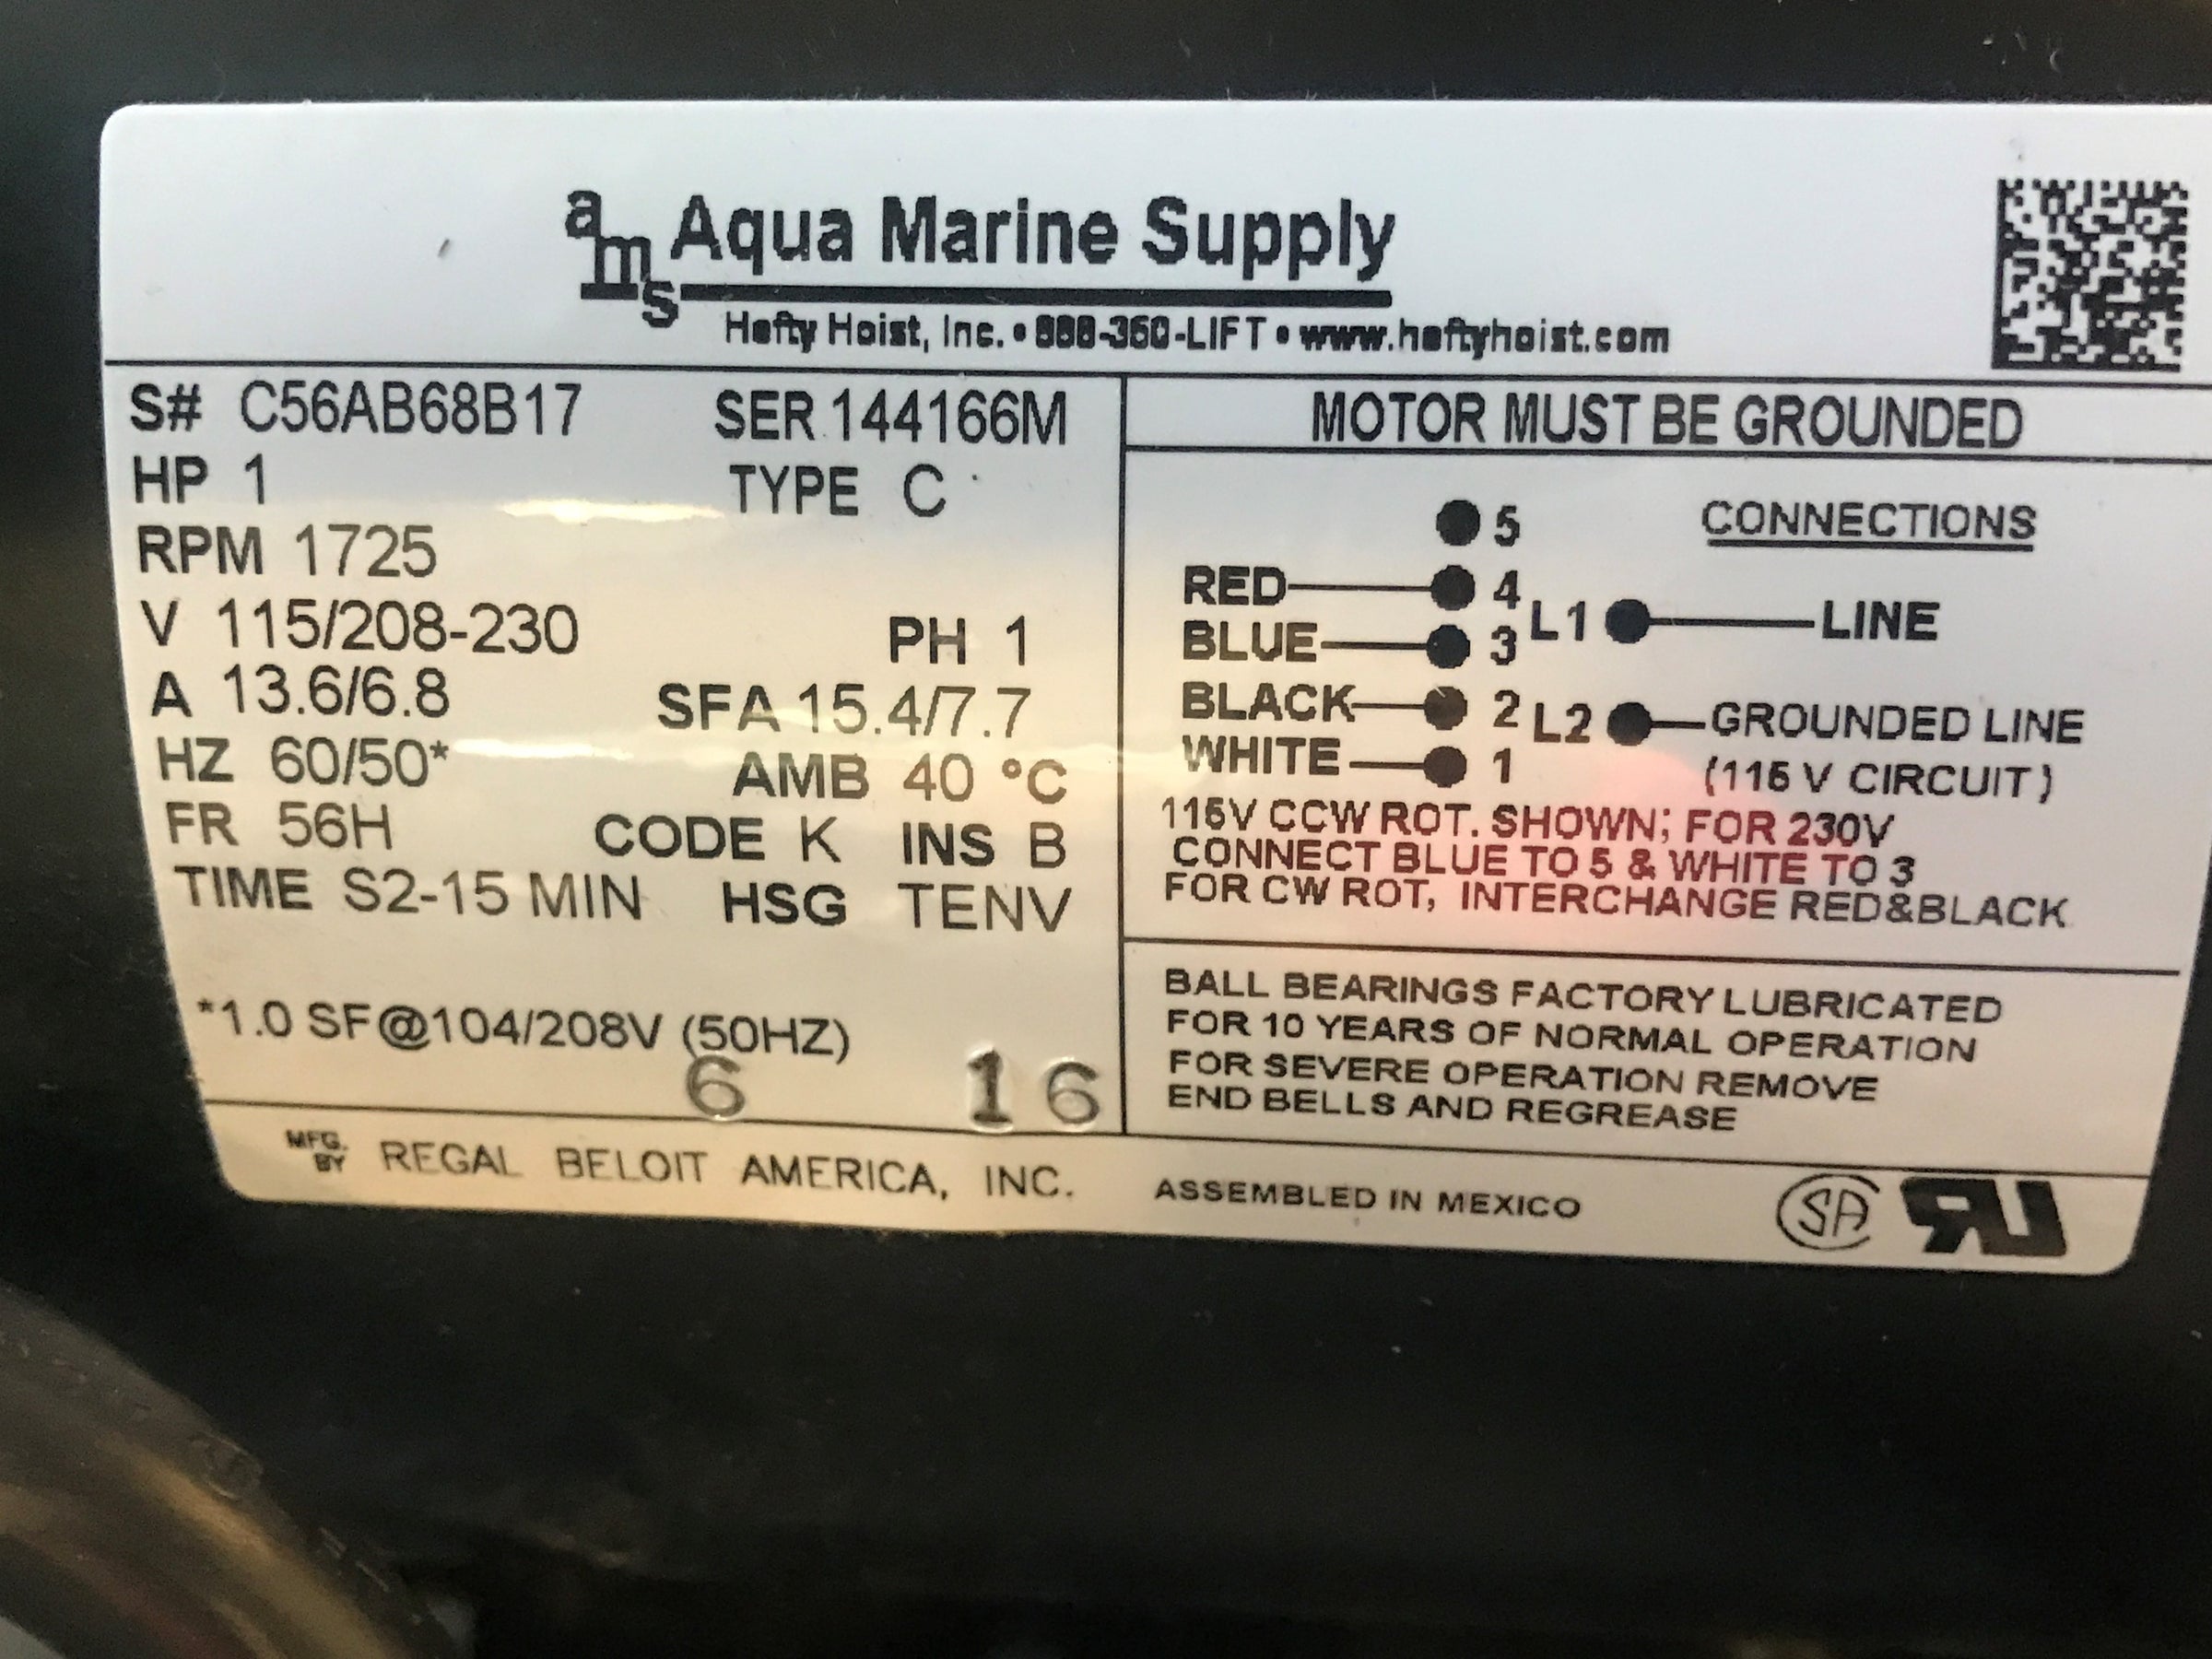 ams Aqua Marine Supply
Hefty Hoist, Inc. • 888-350-LIFT • www.heftyhoist.com
S# C56AB68B17 SER 144166M
HP 1 TYPE C
RPM 1725
V 115/208-230 PH 1
A 13.6/6.8 SFA 15.4/7.7
HZ 60/50* AMB 40 °C
FR 56H CODE K INS B
TIME S2-15 MIN HSG TENV
*1.0 SF@104/208V (50HZ)
6 16
MOTOR MUST BE GROUNDED
CONNECTIONS
5
RED 4 L1 LINE
BLUE 3
BLACK 2 L2 GROUNDED LINE
WHITE 1 (115 V CIRCUIT)
115V CCW ROT. SHOWN; FOR 230V
CONNECT BLUE TO 5 & WHITE TO 3
FOR CW ROT, INTERCHANGE RED&BLACK
BALL BEARINGS FACTORY LUBRICATED
FOR 10 YEARS OF NORMAL OPERATION
FOR SEVERE OPERATION REMOVE
END BELLS AND REGREASE
MFG. BY REGAL BELOIT AMERICA, INC. ASSEMBLED IN MEXICO